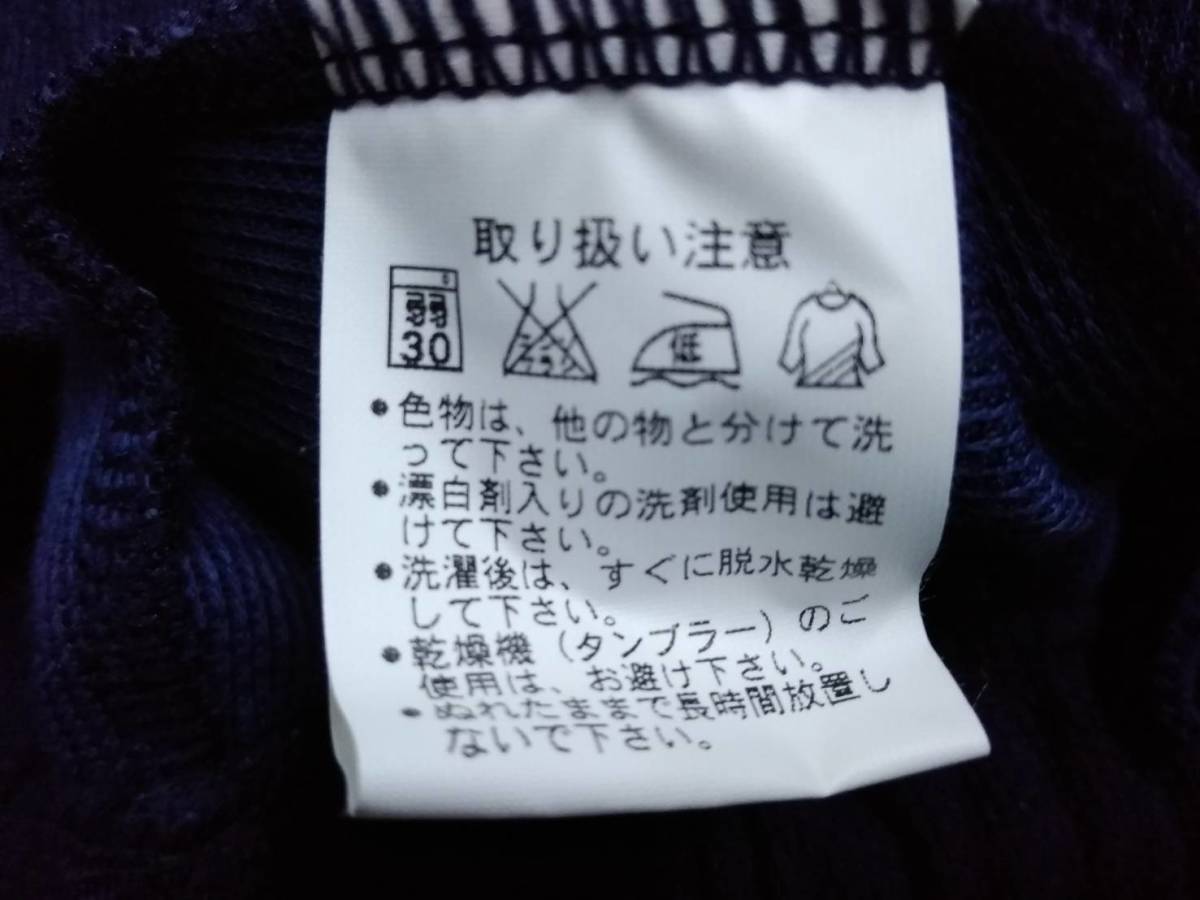 取り扱い注意
弱 30 エンソ サラシ 低
●色物は、他の物と分けて洗
って下さい。
●漂白剤入りの洗剤使用は避
けて下さい。
●洗濯後は、すぐに脱水乾燥
して下さい。
●乾燥機（タンブラー）のご
使用は、お避け下さい。
●ぬれたままで長時間放置し
ないで下さい。